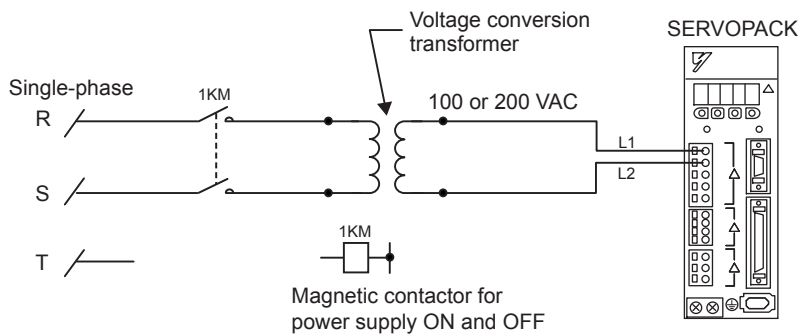 Voltage conversion
transformer
SERVOPACK
Single-phase
1KM
100 or 200 VAC
R
L1
L2
S
1KM
T
Magnetic contactor for
power supply ON and OFF